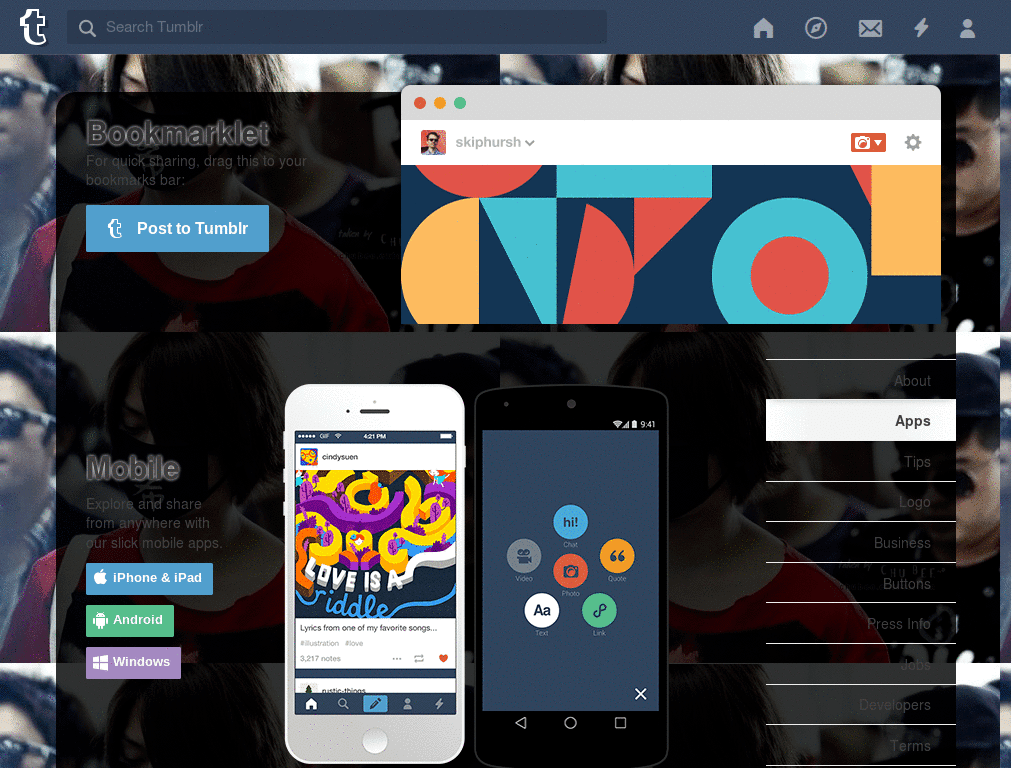 Search Tumblr
Bookmarklet
For quick sharing, drag this to your
bookmarks bar:
Post to Tumblr
skiphursh
Mobile
Explore and share
from anywhere with
our slick mobile apps.
iPhone & iPad
Android
Windows
GIF
4:21 PM
cindysuen
LOVE IS A
riddle
Lyrics from one of my favorite songs...
#illustration #love
3,217 notes
rustic-things
9:41
hi!
Chat
Video
Quote
Photo
Aa
Text
Link
About
Apps
Tips
Logo
Business
Buttons
Press Info
Jobs
Developers
Terms